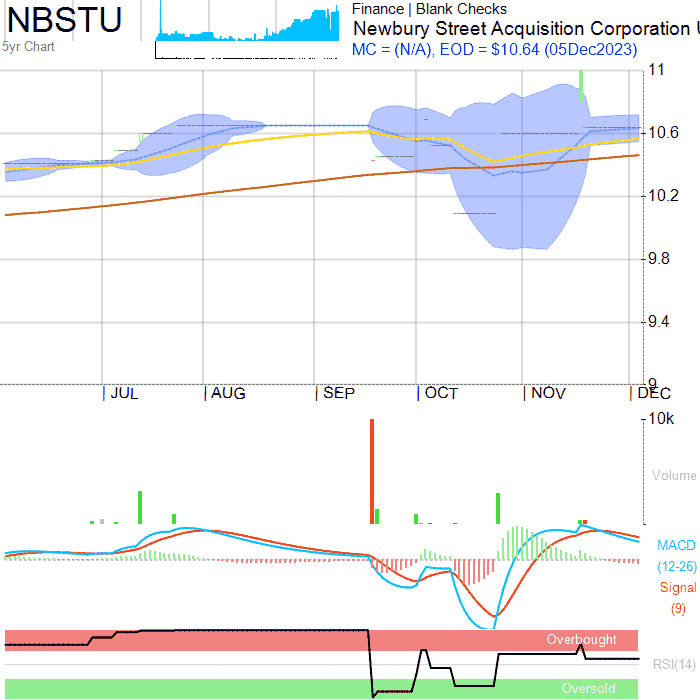 NBSTU
Finance | Blank Checks
Newbury Street Acquisition Corporation U
MC = (N/A), EOD = $10.64 (05Dec2023)
5yr Chart
11
10.6
10.2
9.8
9.4
9
JUL AUG SEP OCT NOV DEC
10k
Volume
MACD
(12-26)
Signal
(9)
Overbought
RSI(14)
Oversold